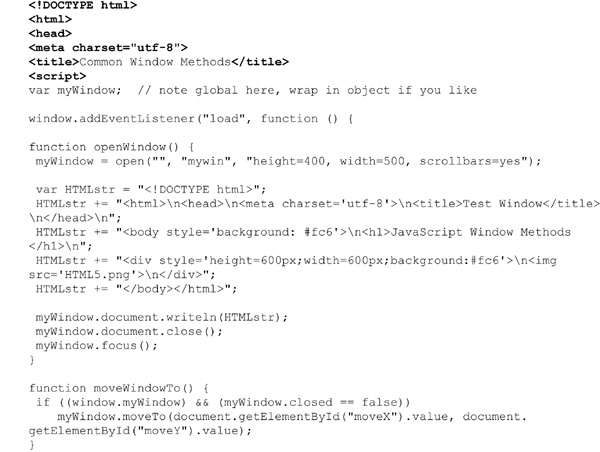 <!DOCTYPE html>
<html>
<head>
<meta charset="utf-8">
<title>Common Window Methods</title>
<script>
var myWindow;  // note global here, wrap in object if you like

window.addEventListener("load", function () {

function openWindow() {
 myWindow = open("", "mywin", "height=400, width=500, scrollbars=yes");

 var HTMLstr = "<!DOCTYPE html>";
 HTMLstr += "<html>\n<head>\n<meta charset='utf-8'>\n<title>Test Window</title>
\n</head>\n";
 HTMLstr += "<body style='background: #fc6'>\n<h1>JavaScript Window Methods
</h1>\n";
 HTMLstr += "<div style='height=600px;width=600px;background:#fc6'>\n<img
src='HTML5.png'>\n</div>";
 HTMLstr += "</body></html>";

 myWindow.document.writeln(HTMLstr);
 myWindow.document.close();
 myWindow.focus();
}

function moveWindowTo() {
 if ((window.myWindow) && (myWindow.closed == false))
    myWindow.moveTo(document.getElementById("moveX").value, document.
getElementById("moveY").value);
}